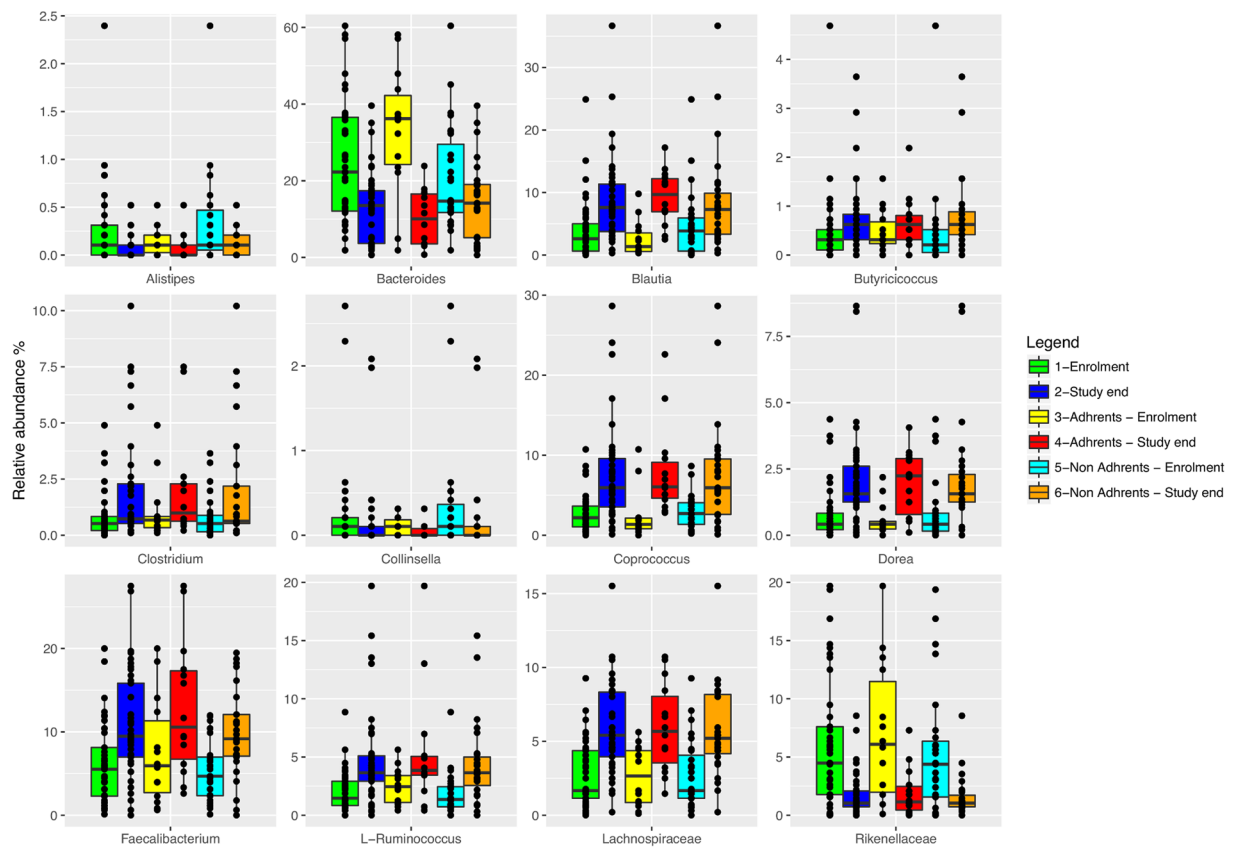 2.5
2.0
1.5
1.0
0.5
0.0
Alistipes
60
40
20
0
Bacteroides
30
20
10
0
Blautia
4
3
2
1
0
Butyricicoccus
Relative abundance %
10.0
7.5
5.0
2.5
0.0
Clostridium
2
1
0
Collinsella
30
20
10
0
Coprococcus
7.5
5.0
2.5
0.0
Dorea
Legend
1-Enrolment
2-Study end
3-Adhrents - Enrolment
4-Adhrents - Study end
5-Non Adhrents - Enrolment
6-Non Adhrents - Study end
20
10
0
Faecalibacterium
20
15
10
5
0
L-Ruminococcus
15
10
5
0
Lachnospiraceae
20
15
10
5
0
Rikenellaceae